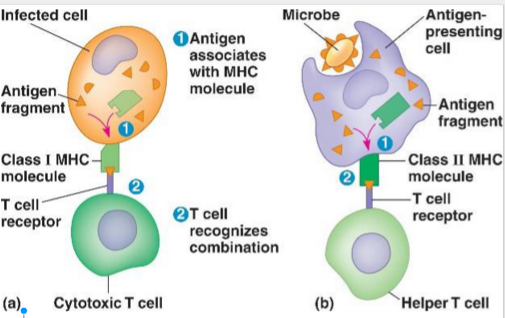 Infected cell
1 Antigen
associates
with MHC
molecule
Antigen
fragment
1
Class I MHC
molecule
2
T cell
receptor
2 T cell
recognizes
combination
(a)
Cytotoxic T cell
Microbe
Antigen-
presenting
cell
Antigen
fragment
1
Class II MHC
molecule
2
T cell
receptor
(b)
Helper T cell